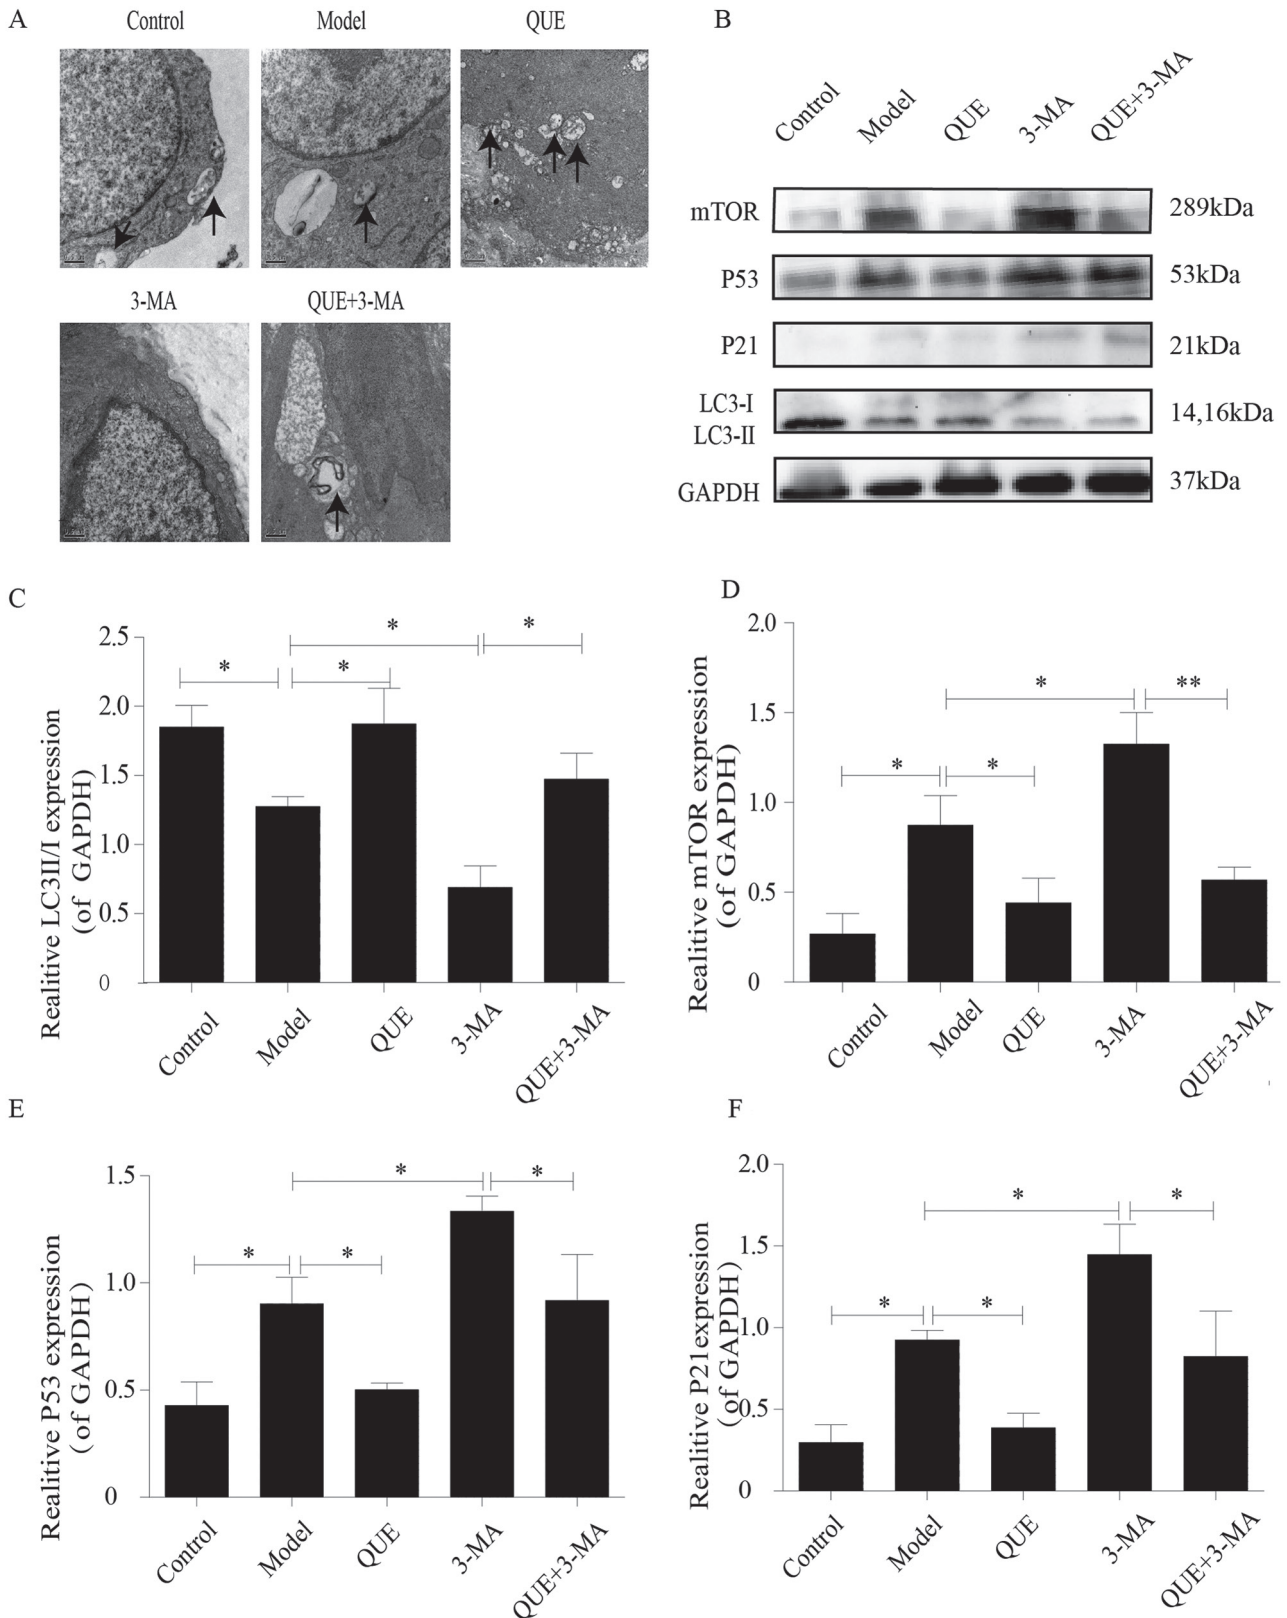 A
Control
Model
QUE
3-MA
QUE+3-MA
B
Control
Model
QUE
3-MA
QUE+3-MA
mTOR
289kDa
P53
53kDa
P21
21kDa
LC3-I
LC3-II
14,16kDa
GAPDH
37kDa
C
Realitive LC3II/I expression
(of GAPDH)
2.5
2.0
1.5
1.0
0.5
0
*
*
*
*
Control
Model
QUE
3-MA
QUE+3-MA
D
Realitive mTOR expression
(of GAPDH)
2.0
1.5
1.0
0.5
0
*
**
*
*
Control
Model
QUE
3-MA
QUE+3-MA
E
Realitive P53 expression
(of GAPDH)
1.5
1.0
0.5
0
*
*
*
*
Control
Model
QUE
3-MA
QUE+3-MA
F
Realitive P21expression
(of GAPDH)
2.0
1.5
1.0
0.5
0
*
*
*
*
Control
Model
QUE
3-MA
QUE+3-MA